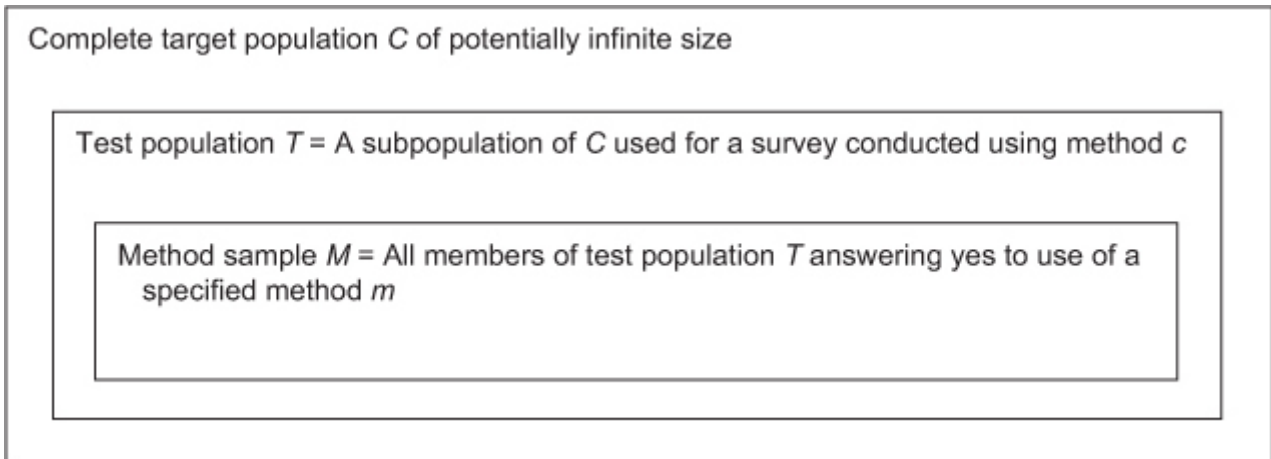 Complete target population C of potentially infinite size
Test population T = A subpopulation of C used for a survey conducted using method c
Method sample M = All members of test population T answering yes to use of a
specified method m